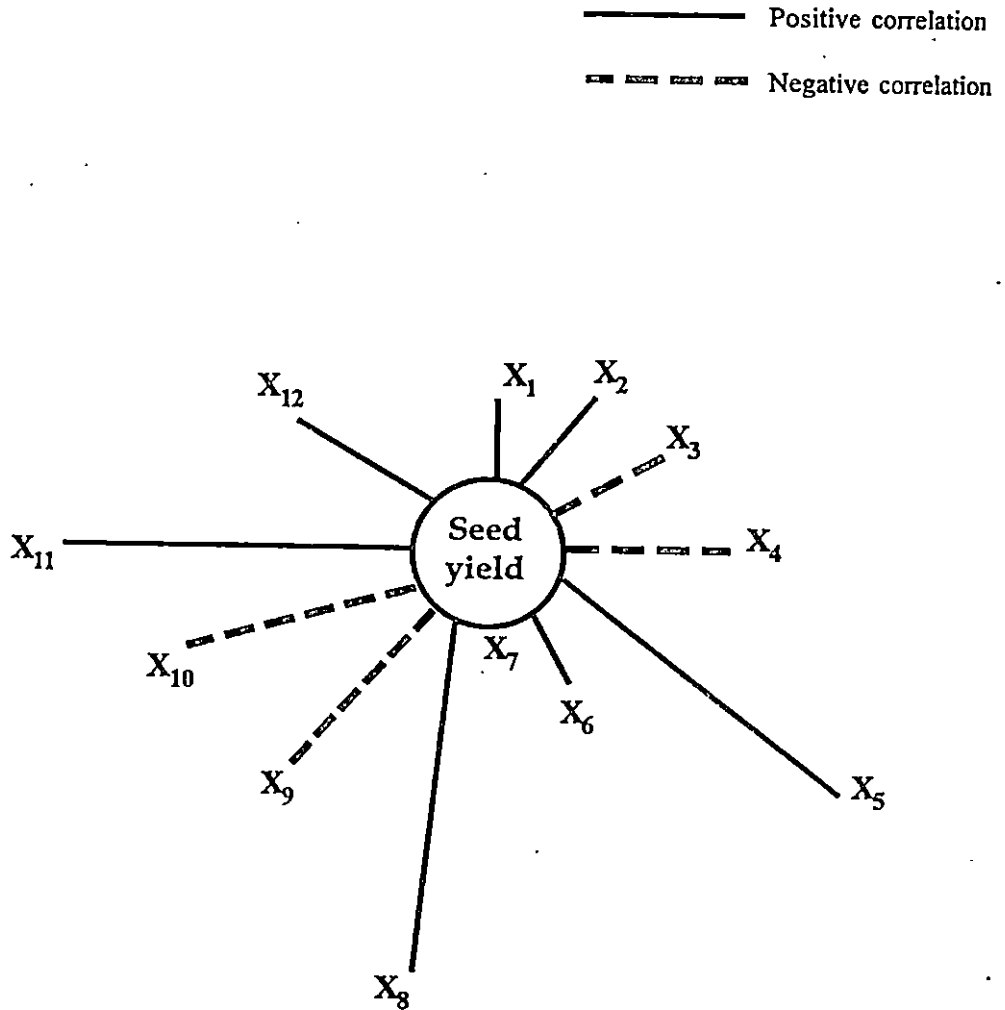 Positive correlation
Negative correlation
X₁
X₂
X₁₂
X₃
Seed
yield
X₁₁
X₄
X₇
X₁₀
X₆
X₉
X₅
X₈